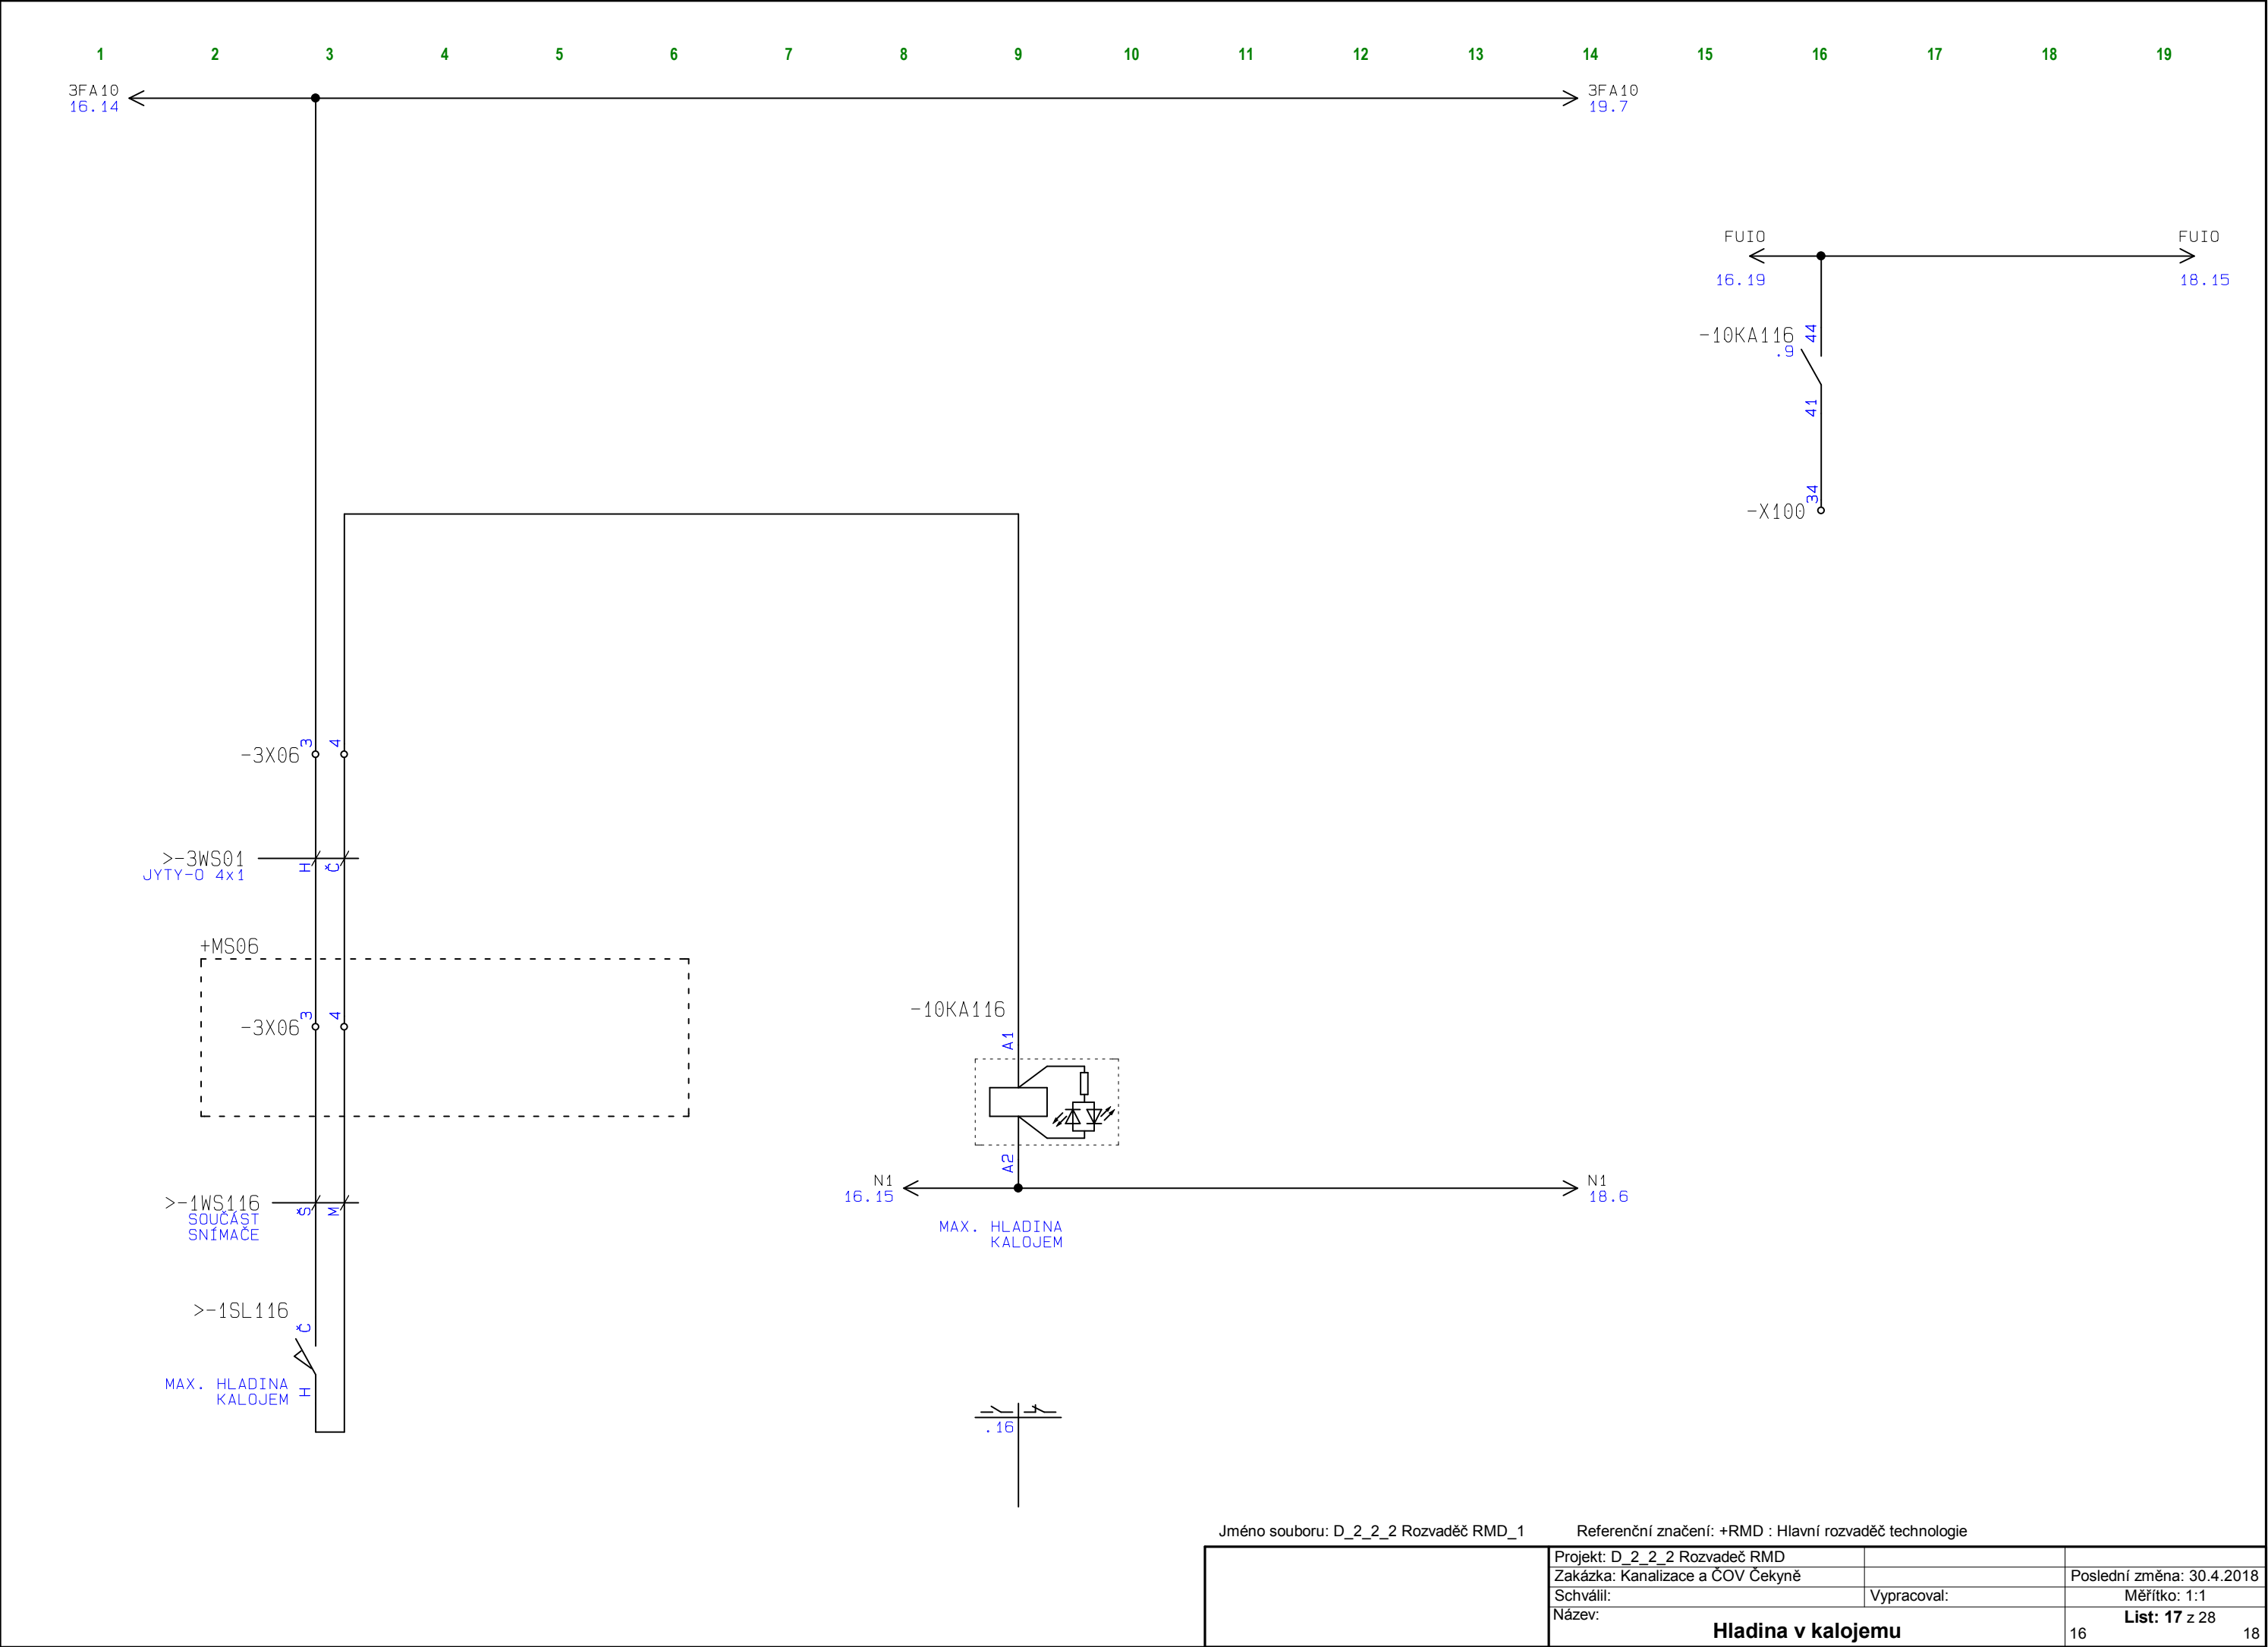 1 2 3 4 5 6 7 8 9 10 11 12 13 14 15 16 17 18 19
3FA10
16.14
3FA10
19.7
FUIO
16.19
FUIO
18.15
-10KA116
.9
44
41
34
-X100
-3X06
3
4
>-3WS01
JYTY-O 4x1
H
Č
+MS06
-3X06
3
4
-10KA116
A1
A2
N1
16.15
N1
18.6
MAX. HLADINA
KALOJEM
>-1WS116
SOUČÁST
SNÍMAČE
Š
M
>-1SL116
Č
MAX. HLADINA
KALOJEM
H
.16
Jméno souboru: D_2_2_2 Rozvaděč RMD_1 Referenční značení: +RMD : Hlavní rozvaděč technologie
Projekt: D_2_2_2 Rozvadeč RMD
Zakázka: Kanalizace a ČOV Čekyně Poslední změna: 30.4.2018
Schválil: Vypracoval: Měřítko: 1:1
Název: List: 17 z 28
Hladina v kalojemu 16 18